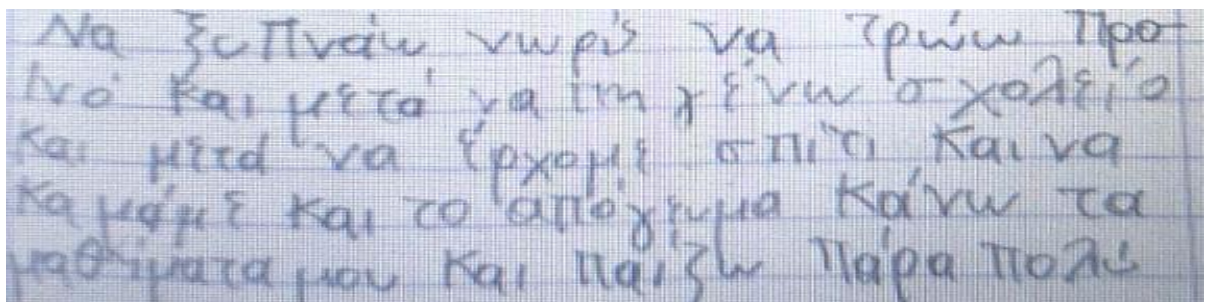 Να ξυπνάω νωρίς να τρώω προ-
ινό και μετά να πηγένω σχολείο
και μετά να έρχομε σπίτι και να
καμάμε και το απόγευμα κάνω τα
μαθήματα μου και παίζω πάρα πολύ